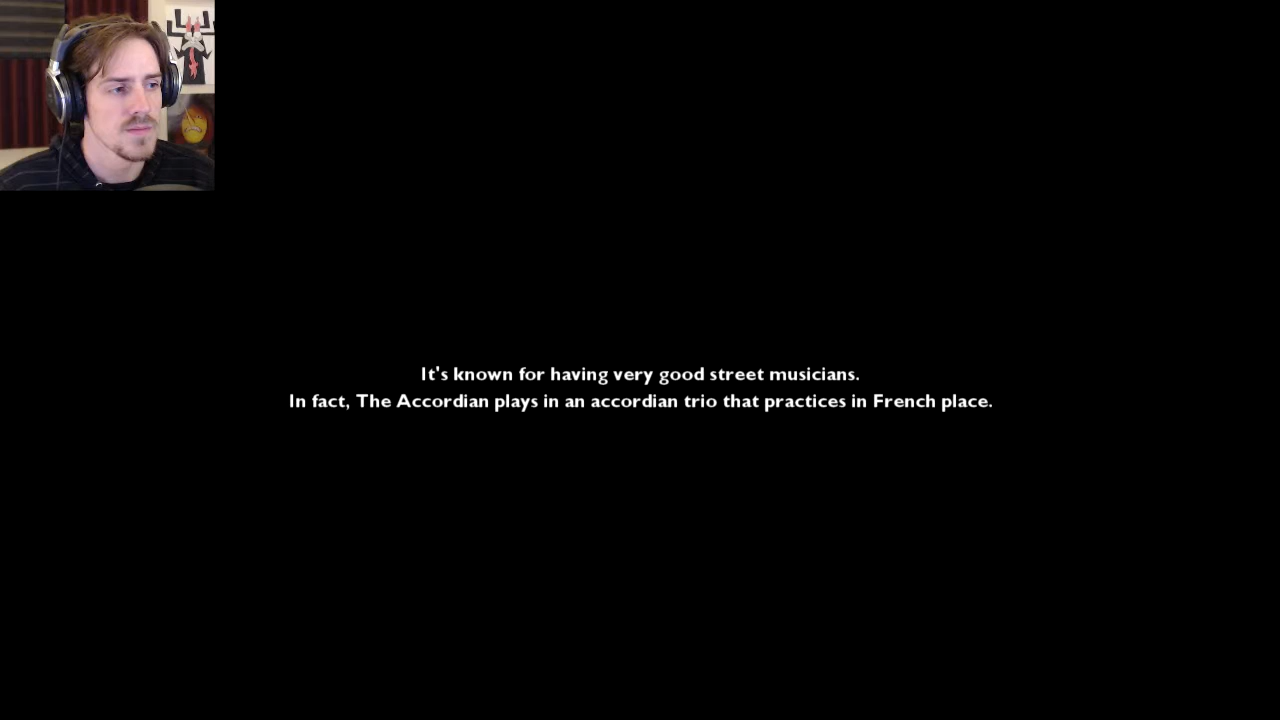 It's known for having very good street musicians.
In fact, The Accordian plays in an accordian trio that practices in French place.